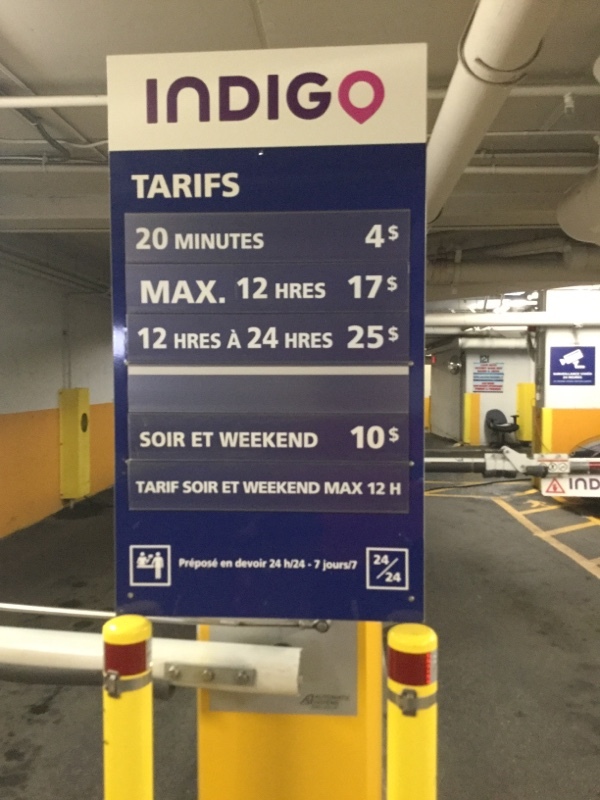 INDIGO
TARIFS
20 MINUTES 4$
MAX. 12 HRES 17$
12 HRES À 24 HRES 25$
SOIR ET WEEKEND 10$
TARIF SOIR ET WEEKEND MAX 12 H
Préposé en devoir 24 h/24 - 7 jours/7
24/24
IND